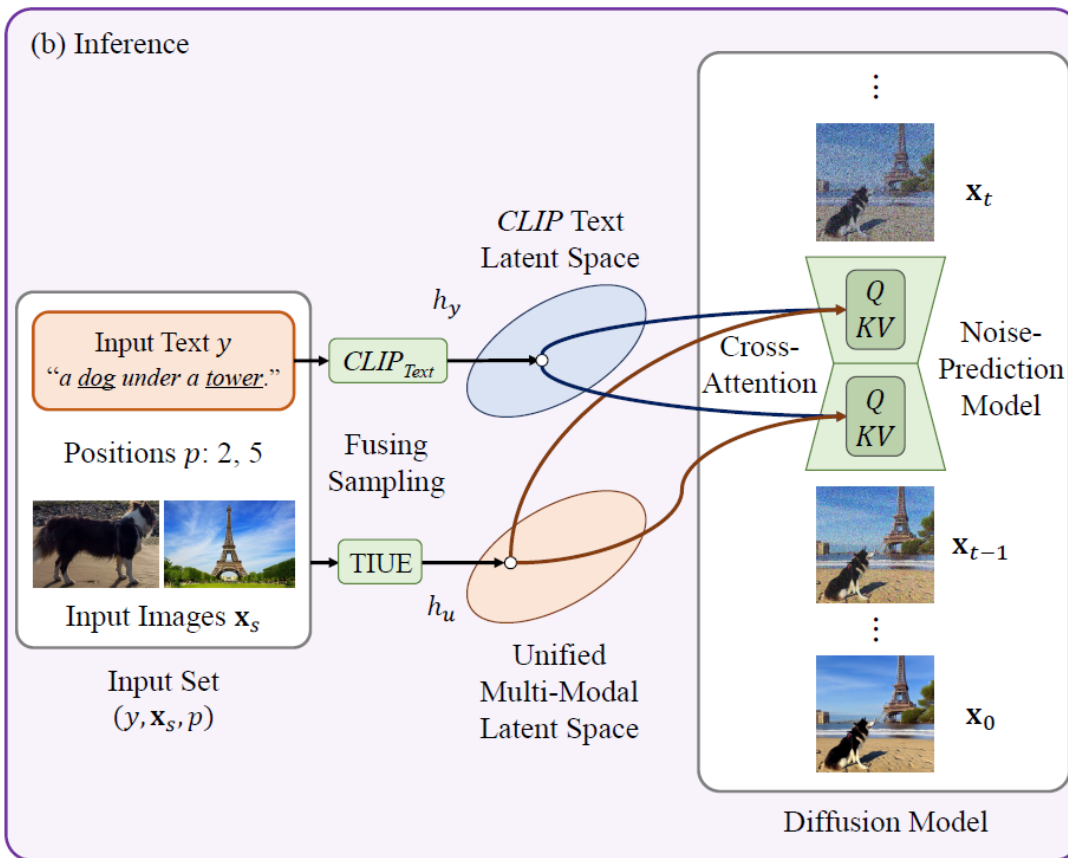 (b) Inference
Input Text y
“a dog under a tower.”
Positions p: 2, 5
Input Images x_s
Input Set
(y, x_s, p)
CLIP_Text
Fusing
Sampling
TIUE
CLIP Text
Latent Space
h_y
h_u
Unified
Multi-Modal
Latent Space
Cross-
Attention
⋮
x_t
Q
KV
Q
KV
Noise-
Prediction
Model
x_{t−1}
⋮
x_0
Diffusion Model